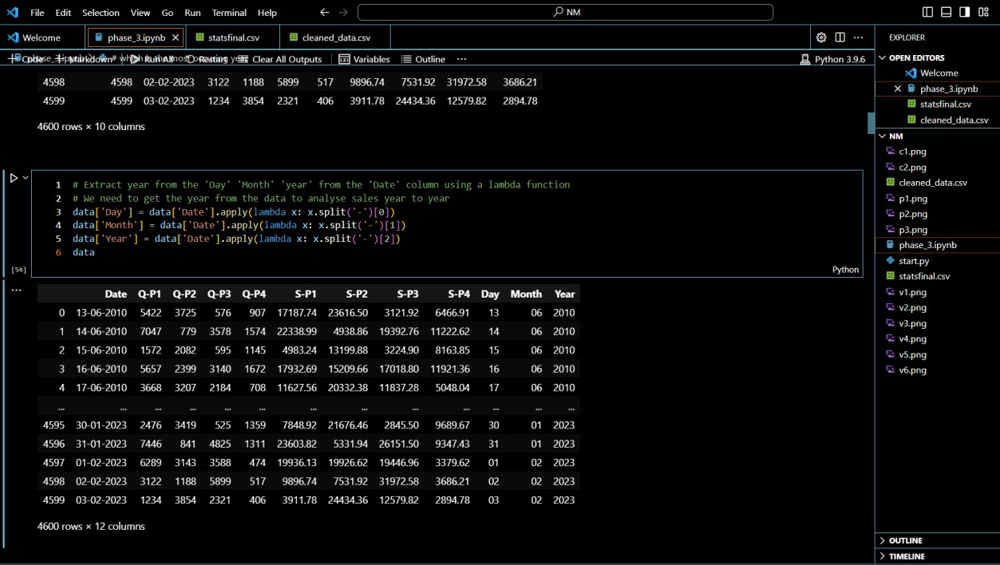 File Edit Selection View Go Run Terminal Help
NM
Welcome phase_3.ipynb statsfinal.csv cleaned_data.csv
Code Markdown Run All Restart Clear All Outputs Variables Outline ... Python 3.9.6
4598 4598 02-02-2023 3122 1188 5899 517 9896.74 7531.92 31972.58 3686.21
4599 4599 03-02-2023 1234 3854 2321 406 3911.78 24434.36 12579.82 2894.78
4600 rows × 10 columns
1 # Extract year from the 'Day' 'Month' 'year' from the 'Date' column using a lambda function
2 # We need to get the year from the data to analyse sales year to year
3 data['Day'] = data['Date'].apply(lambda x: x.split('-')[0])
4 data['Month'] = data['Date'].apply(lambda x: x.split('-')[1])
5 data['Year'] = data['Date'].apply(lambda x: x.split('-')[2])
6 data
[54] Python
...
Date Q-P1 Q-P2 Q-P3 Q-P4 S-P1 S-P2 S-P3 S-P4 Day Month Year
0 13-06-2010 5422 3725 576 907 17187.74 23616.50 3121.92 6466.91 13 06 2010
1 14-06-2010 7047 779 3578 1574 22338.99 4938.86 19392.76 11222.62 14 06 2010
2 15-06-2010 1572 2082 595 1145 4983.24 13199.88 3224.90 8163.85 15 06 2010
3 16-06-2010 5657 2399 3140 1672 17932.69 15209.66 17018.80 11921.36 16 06 2010
4 17-06-2010 3668 3207 2184 708 11627.56 20332.38 11837.28 5048.04 17 06 2010
... ... ... ... ... ... ... ... ... ... ... ... ...
4595 30-01-2023 2476 3419 525 1359 7848.92 21676.46 2845.50 9689.67 30 01 2023
4596 31-01-2023 7446 841 4825 1311 23603.82 5331.94 26151.50 9347.43 31 01 2023
4597 01-02-2023 6289 3143 3588 474 19936.13 19926.62 19446.96 3379.62 01 02 2023
4598 02-02-2023 3122 1188 5899 517 9896.74 7531.92 31972.58 3686.21 02 02 2023
4599 03-02-2023 1234 3854 2321 406 3911.78 24434.36 12579.82 2894.78 03 02 2023
4600 rows × 12 columns
EXPLORER
OPEN EDITORS
Welcome
phase_3.ipynb
statsfinal.csv
cleaned_data.csv
NM
c1.png
c2.png
cleaned_data.csv
p1.png
p2.png
p3.png
phase_3.ipynb
start.py
statsfinal.csv
v1.png
v2.png
v3.png
v4.png
v5.png
v6.png
OUTLINE
TIMELINE